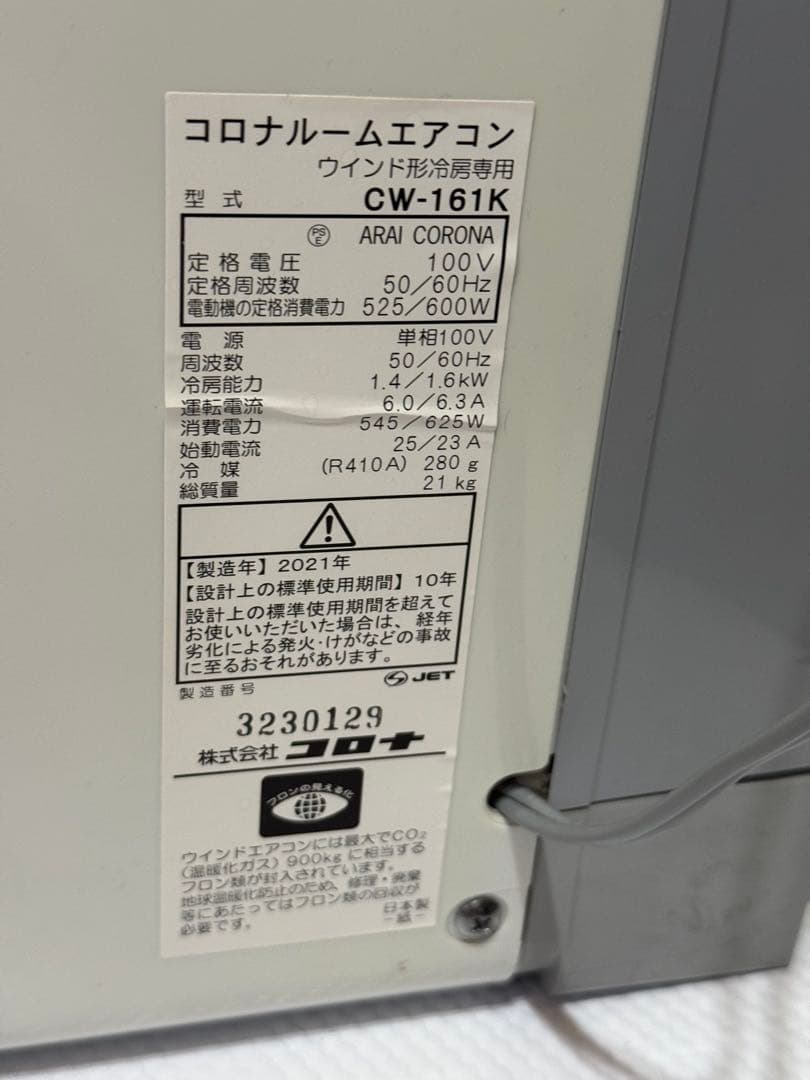 コロナルームエアコン
ウインド形冷房専用
型式 CW-161K
PSE ARAI CORONA
定格電圧 100V
定格周波数 50/60Hz
電動機の定格消費電力 525/600W
電源 単相100V
周波数 50/60Hz
冷房能力 1.4/1.6kW
運転電流 6.0/6.3A
消費電力 545/625W
始動電流 25/23A
冷媒 (R410A) 280g
総質量 21kg
【製造年】2021年
【設計上の標準使用期間】10年
設計上の標準使用期間を超えて
お使いいただいた場合は、経年
劣化による発火・けがなどの事故
に至るおそれがあります。
JET
製造番号
3230129
株式会社 コロナ
フロンの見える化
ウインドエアコンには最大でCO₂
(温暖化ガス)900kgに相当する
フロン類が封入されています。
地球温暖化防止のため、修理・廃棄
等にあたってはフロン類の回収が
必要です。
日本製
-紙-